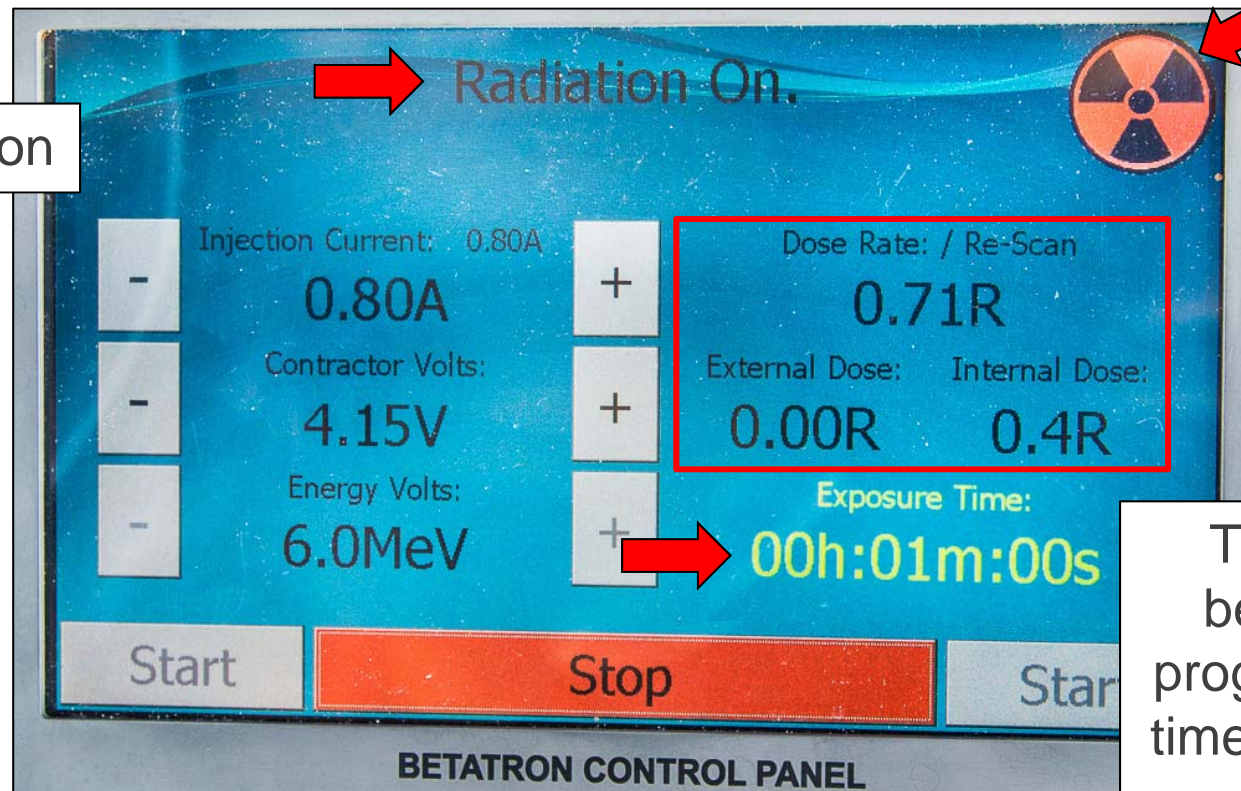 Radiation On.
on
Injection Current: 0.80A
- 0.80A +
Contractor Volts:
- 4.15V +
Energy Volts:
- 6.0MeV +
Dose Rate: / Re-Scan
0.71R
External Dose: Internal Dose:
0.00R 0.4R
Exposure Time:
00h:01m:00s
Start Stop Star
BETATRON CONTROL PANEL
T
be
prog
time